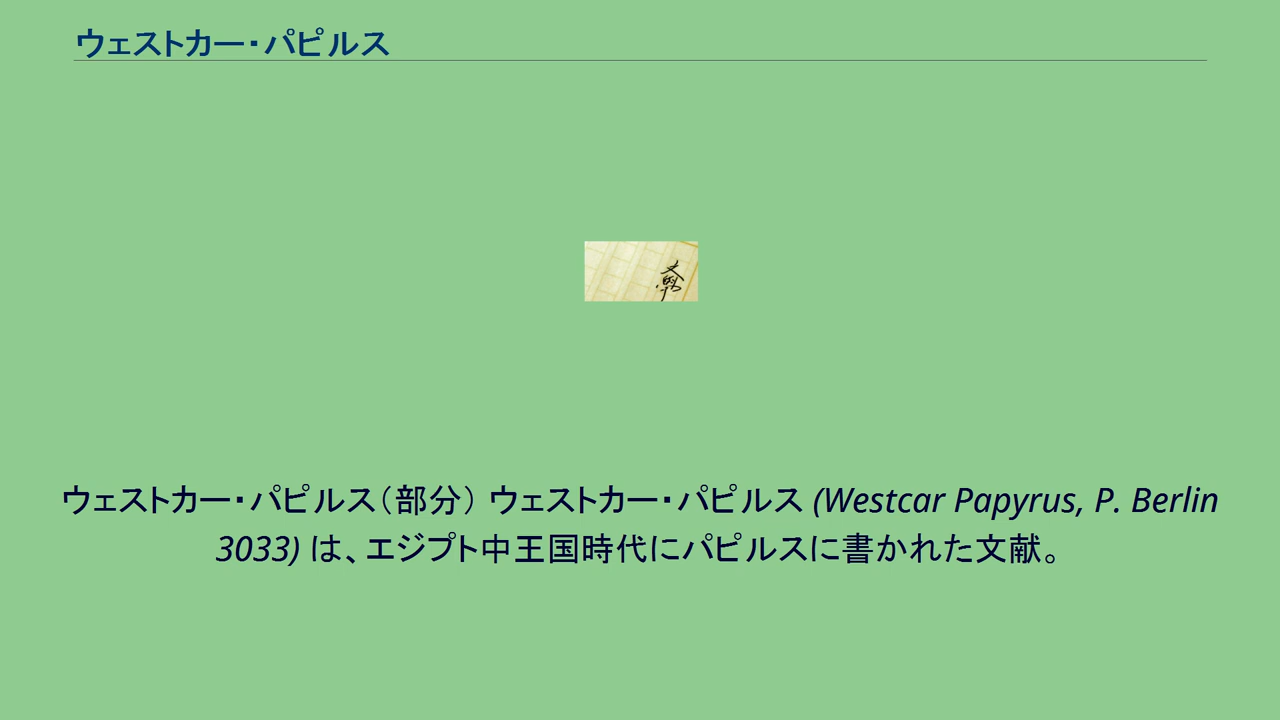 ウェストカー・パピルス
ウェストカー・パピルス（部分） ウェストカー・パピルス (Westcar Papyrus, P. Berlin
3033) は、エジプト中王国時代にパピルスに書かれた文献。